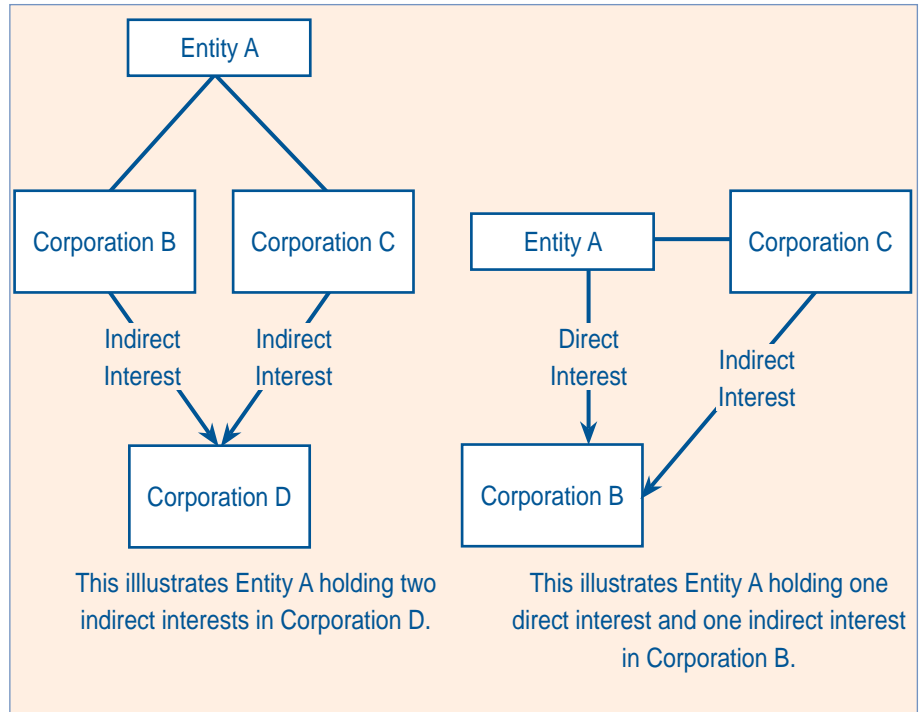 Entity A
Corporation B
Corporation C
Indirect
Interest
Indirect
Interest
Corporation D
This illlustrates Entity A holding two
indirect interests in Corporation D.
Entity A
Corporation C
Direct
Interest
Indirect
Interest
Corporation B
This illustrates Entity A holding one
direct interest and one indirect interest
in Corporation B.